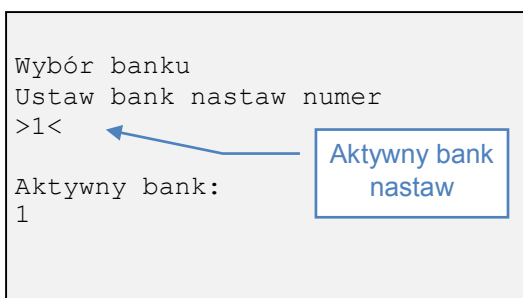 Wybór banku
Ustaw bank nastaw numer
>1<
Aktywny bank
nastaw
Aktywny bank:
1